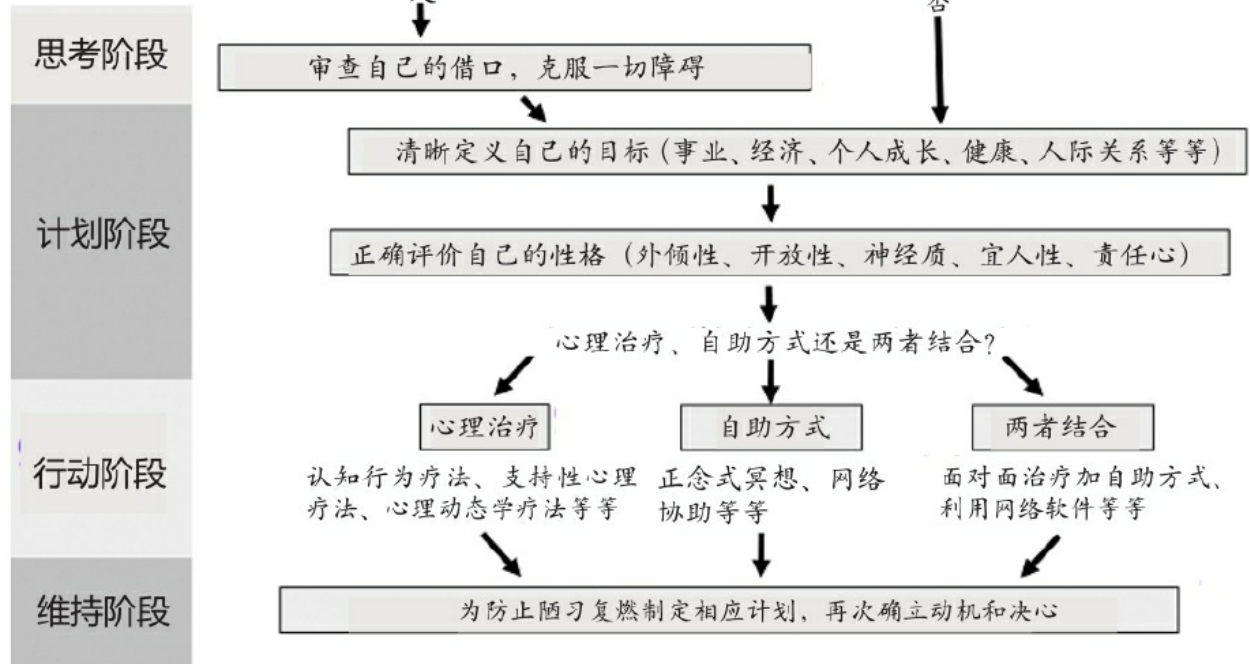 否
思考阶段
审查自己的借口，克服一切障碍
清晰定义自己的目标（事业、经济、个人成长、健康、人际关系等等）
计划阶段
正确评价自己的性格（外倾性、开放性、神经质、宜人性、责任心）
心理治疗、自助方式还是两者结合？
心理治疗
自助方式
两者结合
行动阶段
认知行为疗法、支持性心理
疗法、心理动态学疗法等等
正念式冥想、网络
协助等等
面对面治疗加自助方式、
利用网络软件等等
维持阶段
为防止陋习复燃制定相应计划，再次确立动机和决心